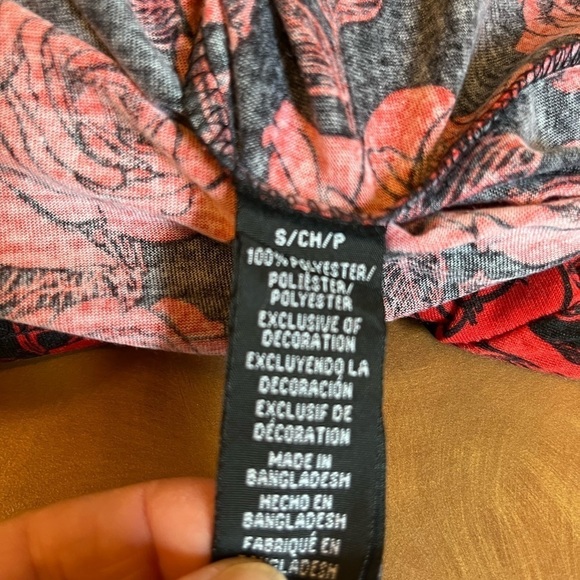 S/CH/P
100% POLYESTER/
POLIÉSTER/
POLYESTER
EXCLUSIVE OF
DECORATION
EXCLUYENDO LA
DECORACIÓN
EXCLUSIF DE
DÉCORATION
MADE IN
BANGLADESH
HECHO EN
BANGLADESH
FABRIQUÉ EN
BANGLADESH